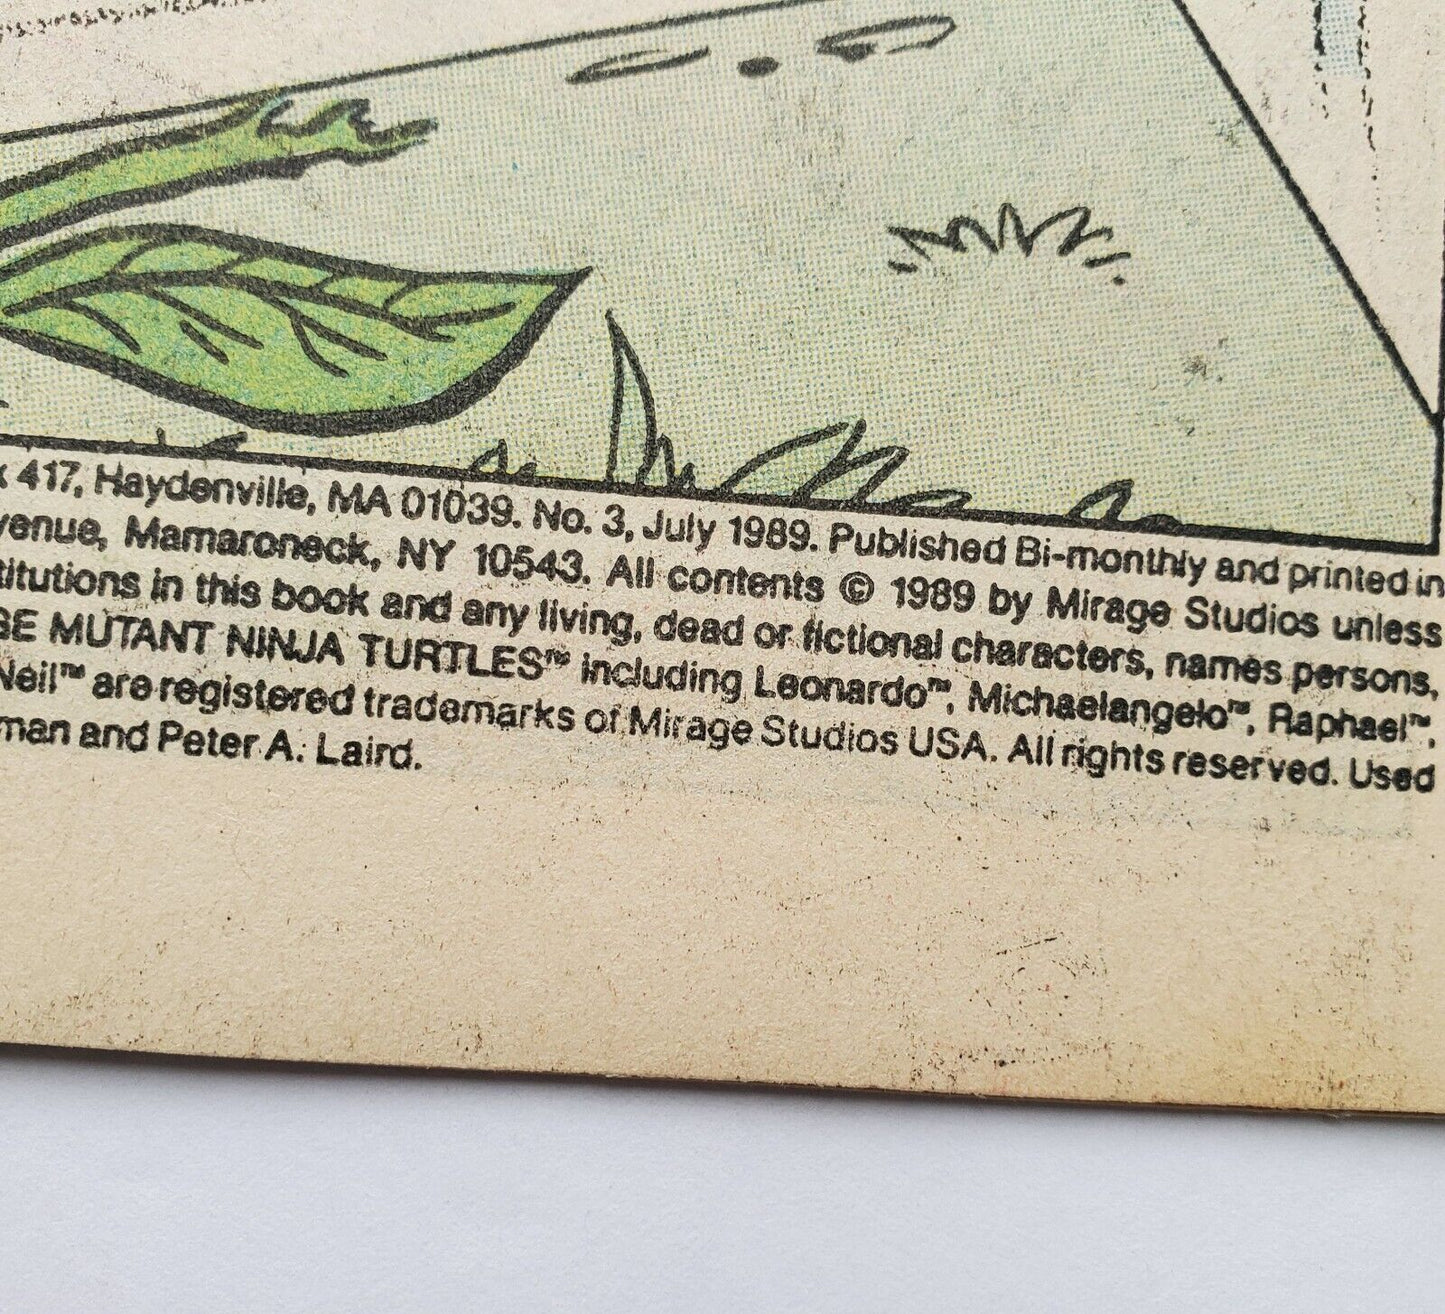 417, Haydenville, MA 01039. No. 3, July 1989. Published Bi-monthly and printed in
venue, Mamaroneck, NY 10543. All contents © 1989 by Mirage Studios unless
titutions in this book and any living, dead or fictional characters, names persons,
GE MUTANT NINJA TURTLES™ including Leonardo™, Michaelangelo™, Raphael™,
Neil™ are registered trademarks of Mirage Studios USA. All rights reserved. Used
man and Peter A. Laird.